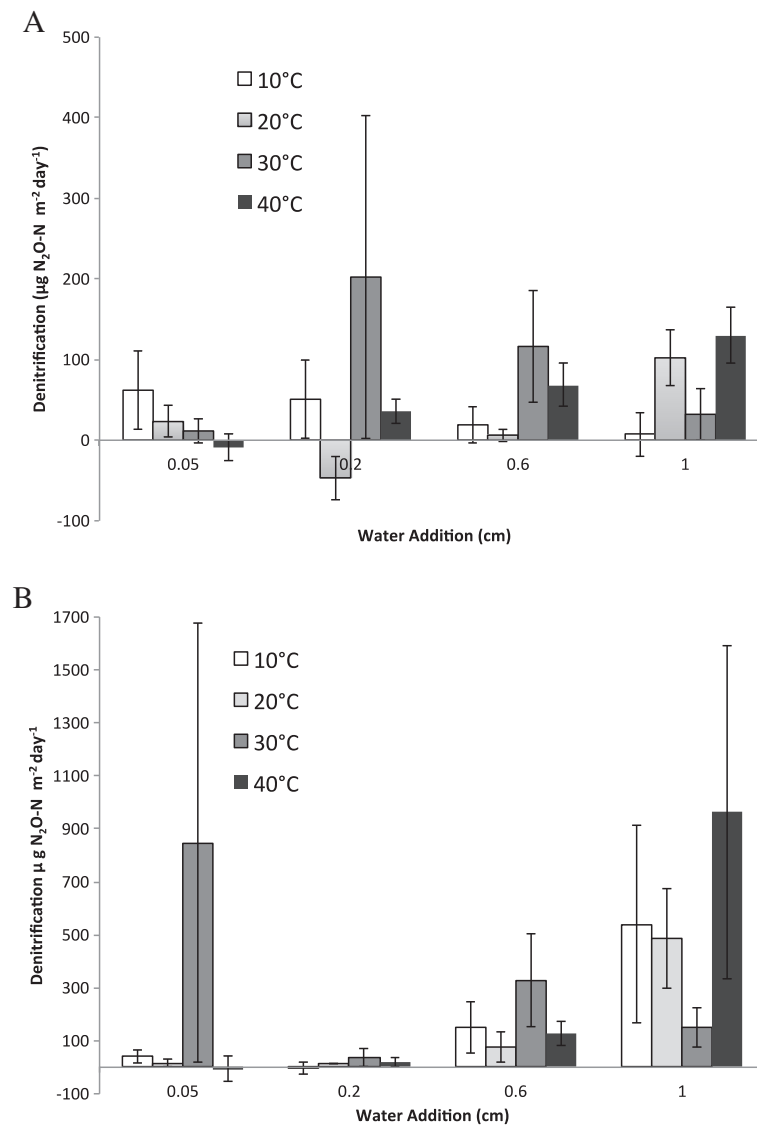 A
500
400
300
200
100
0
-100
Denitrification (µg N₂O-N m⁻² day⁻¹)
10°C
20°C
30°C
40°C
0.05 0.2 0.6 1
Water Addition (cm)
B
1700
1500
1300
1100
900
700
500
300
100
-100
Denitrification µ g N₂O-N m⁻² day⁻¹
10°C
20°C
30°C
40°C
0.05 0.2 0.6 1
Water Addition (cm)